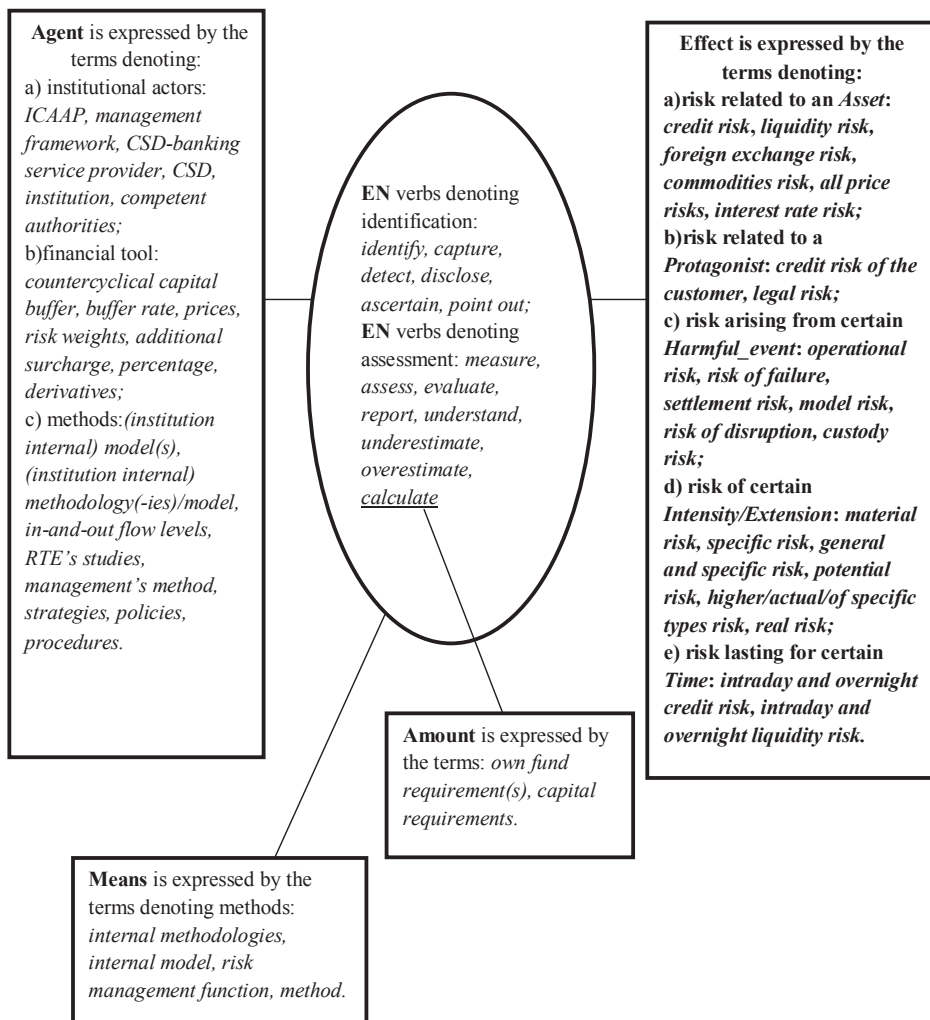 Agent is expressed by the
terms denoting:
a) institutional actors:
ICAAP, management
framework, CSD-banking
service provider, CSD,
institution, competent
authorities;
b)financial tool:
countercyclical capital
buffer, buffer rate, prices,
risk weights, additional
surcharge, percentage,
derivatives;
c) methods:(institution
internal) model(s),
(institution internal)
methodology(-ies)/model,
in-and-out flow levels,
RTE's studies,
management's method,
strategies, policies,
procedures.
EN verbs denoting
identification:
identify, capture,
detect, disclose,
ascertain, point out;
EN verbs denoting
assessment: measure,
assess, evaluate,
report, understand,
underestimate,
overestimate,
calculate
Effect is expressed by the
terms denoting:
a)risk related to an Asset:
credit risk, liquidity risk,
foreign exchange risk,
commodities risk, all price
risks, interest rate risk;
b)risk related to a
Protagonist: credit risk of the
customer, legal risk;
c) risk arising from certain
Harmful_event: operational
risk, risk of failure,
settlement risk, model risk,
risk of disruption, custody
risk;
d) risk of certain
Intensity/Extension: material
risk, specific risk, general
and specific risk, potential
risk, higher/actual/of specific
types risk, real risk;
e) risk lasting for certain
Time: intraday and overnight
credit risk, intraday and
overnight liquidity risk.
Amount is expressed by
the terms: own fund
requirement(s), capital
requirements.
Means is expressed by the
terms denoting methods:
internal methodologies,
internal model, risk
management function, method.